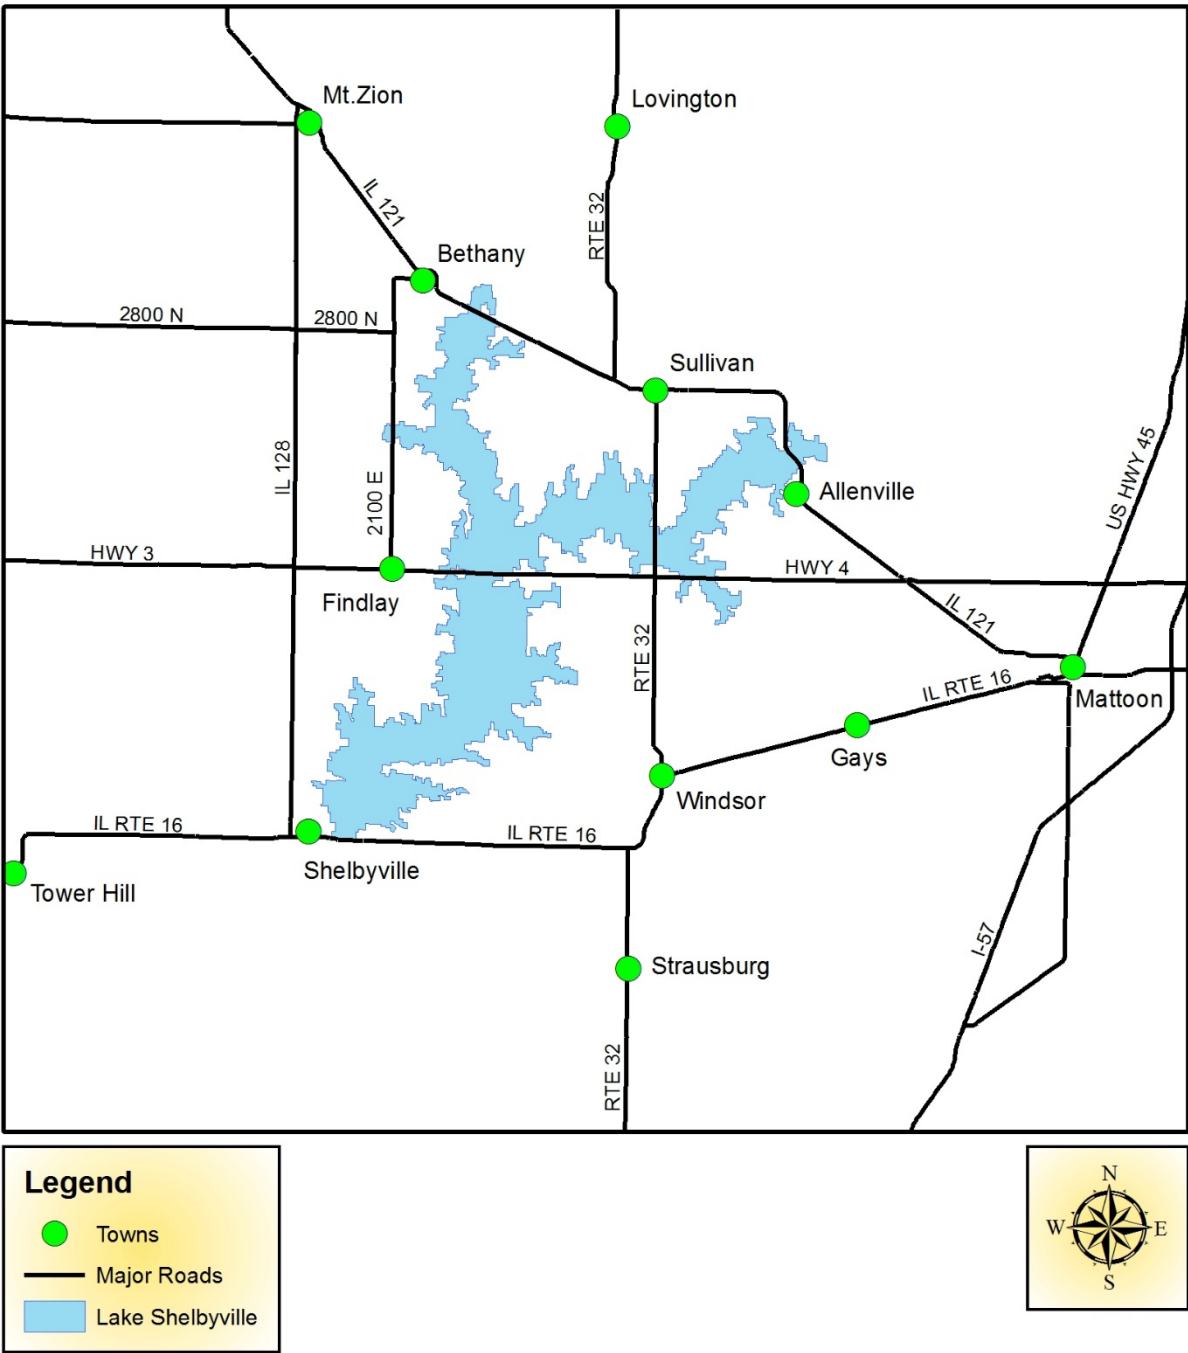 Mt.Zion
Lovington
IL 121
RTE 32
Bethany
2800 N
2800 N
Sullivan
IL 128
2100 E
Allenville
US HWY 45
HWY 3
HWY 4
Findlay
IL 121
RTE 32
IL RTE 16
Mattoon
Gays
Windsor
IL RTE 16
IL RTE 16
Shelbyville
Tower Hill
I-57
Strausburg
RTE 32
Legend
Towns
Major Roads
Lake Shelbyville
N
W
E
S